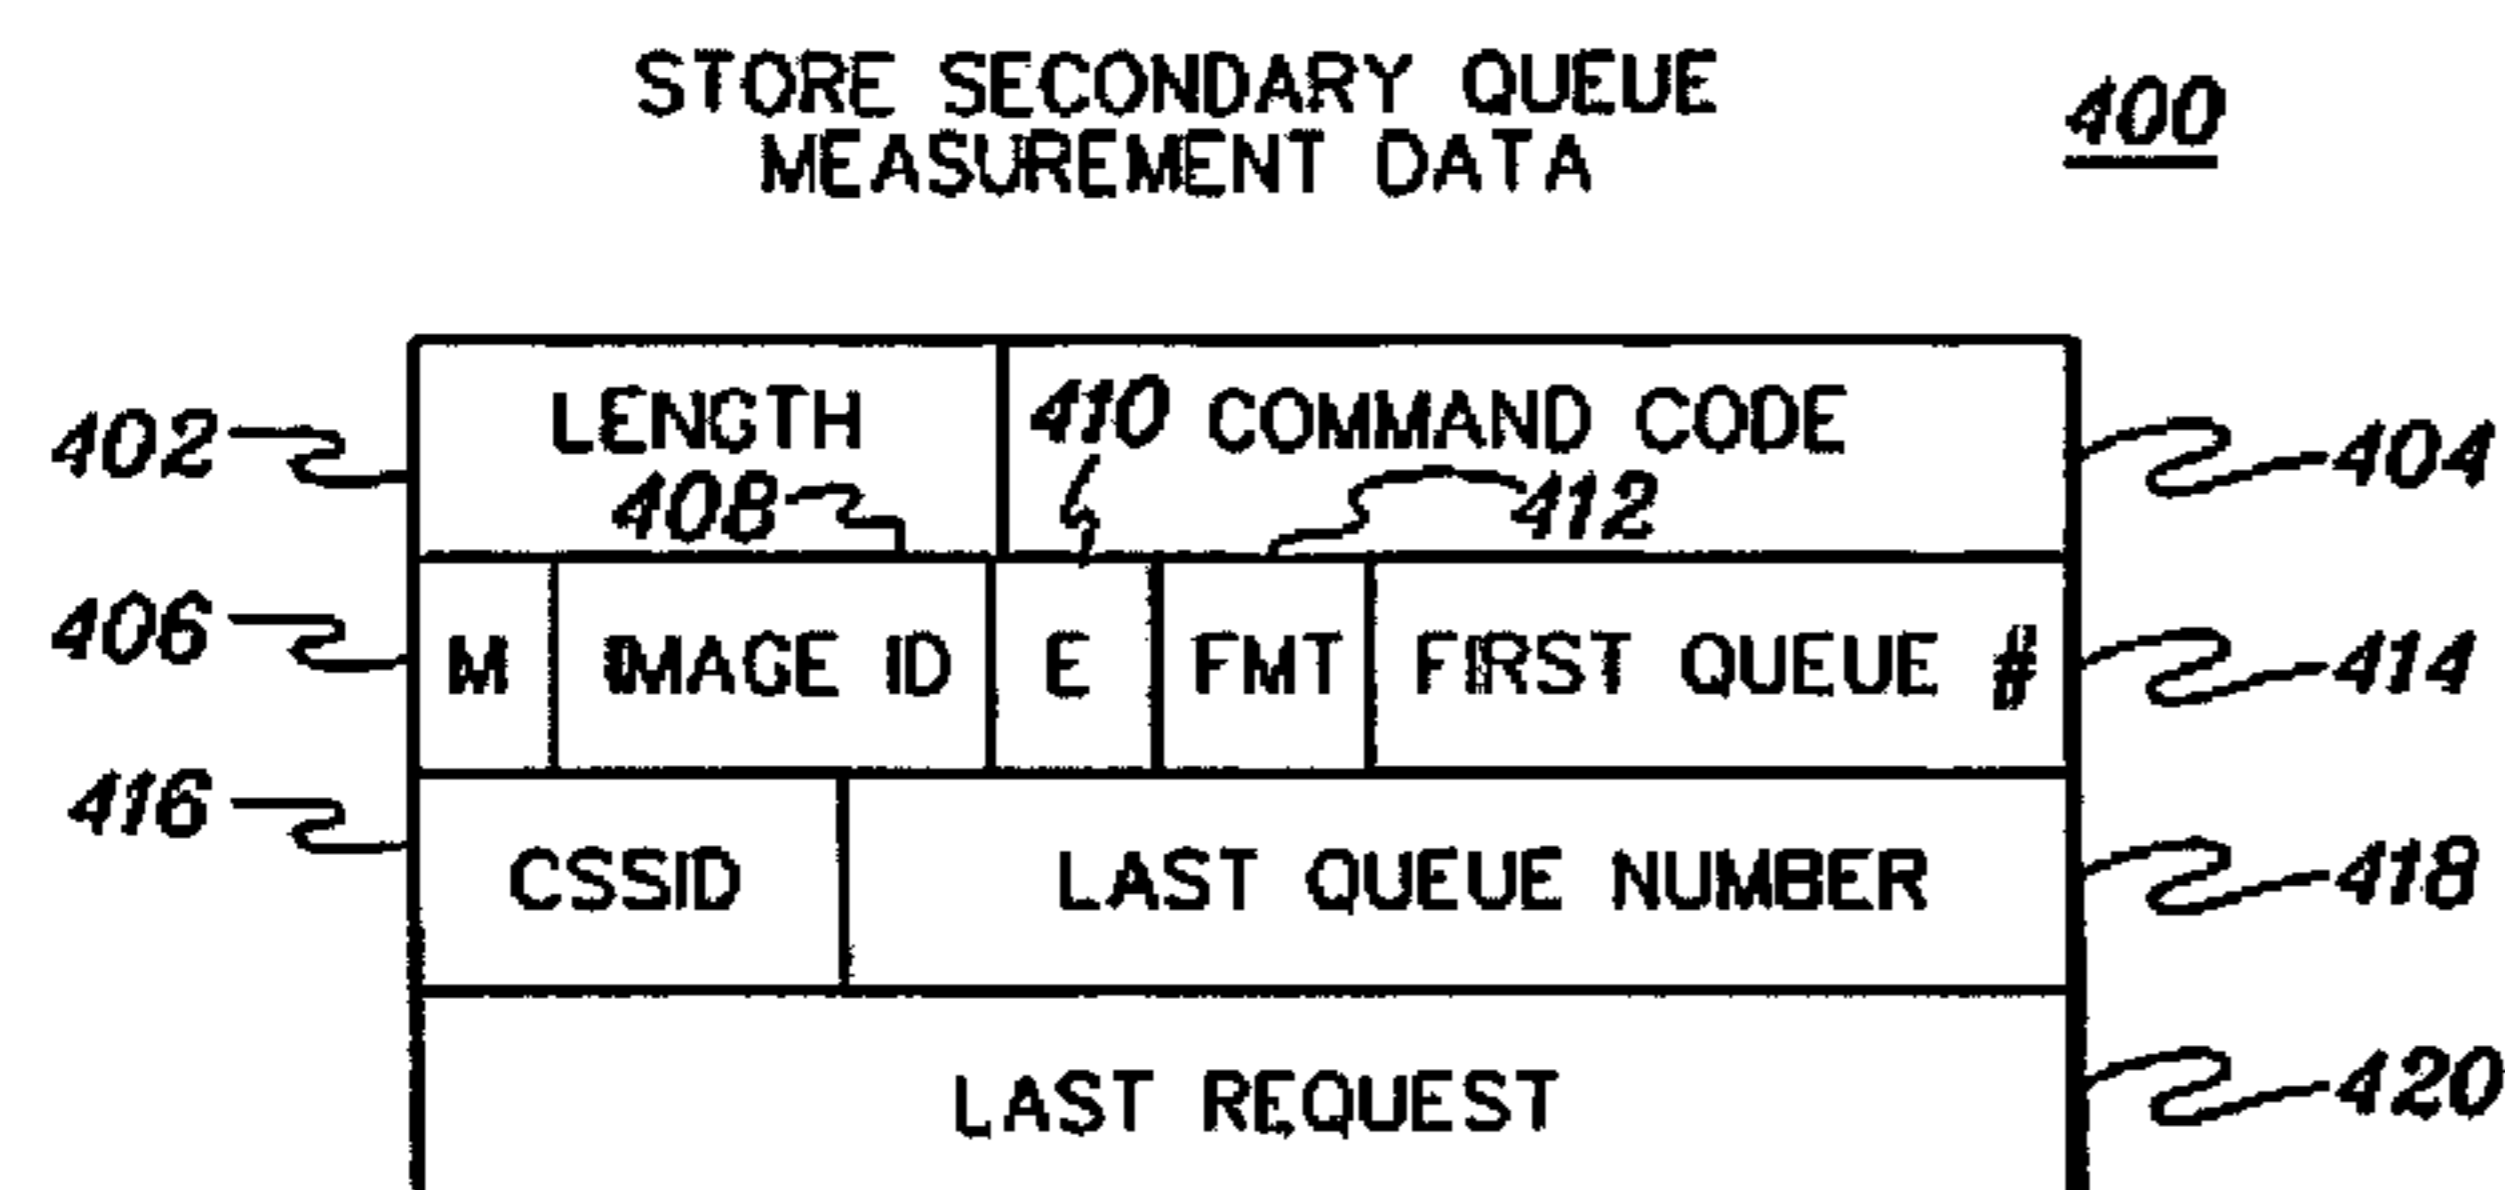 STORE SECONDARY QUEUE
400
MEASUREMENT DATA
402
LENGTH
410
COMMAND CODE
404
408
412
406
M
IMAGE ID
E
FMT
FIRST QUEUE #
414
416
CSSID
LAST QUEUE NUMBER
418
LAST REQUEST
420